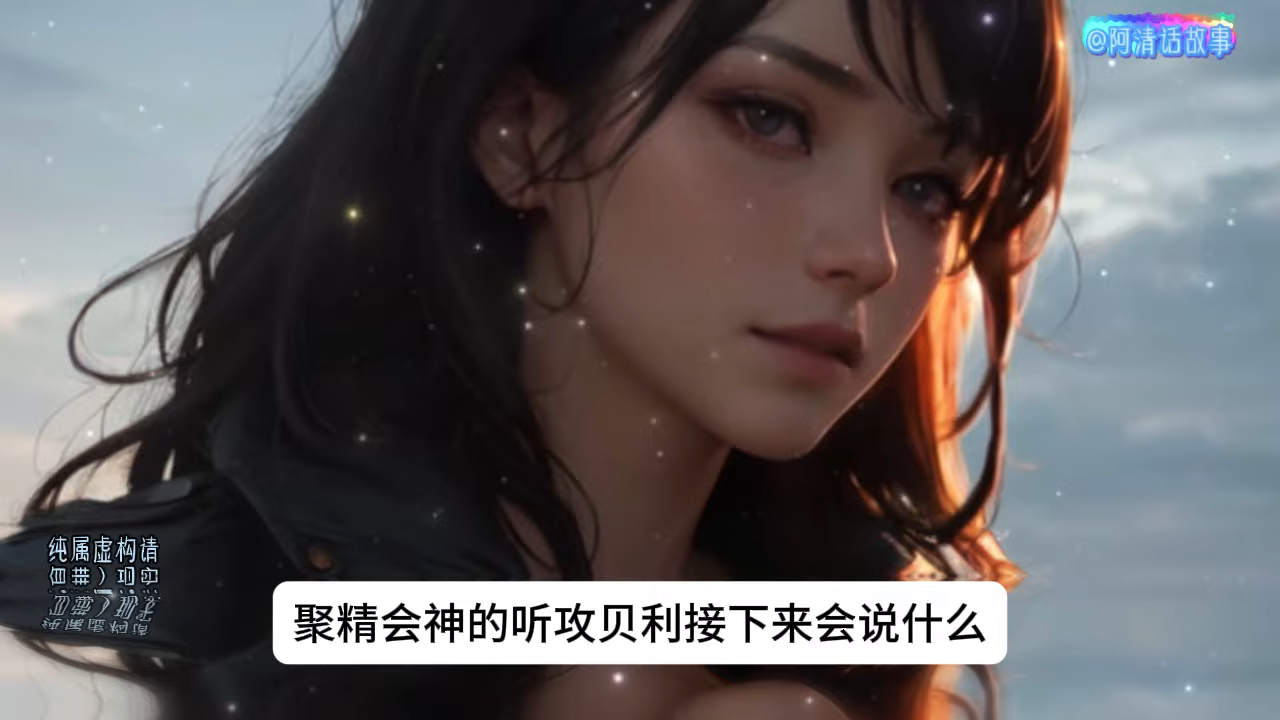 @阿清话故事
纯属虚构请
聚精会神的听攻贝利接下来会说什么